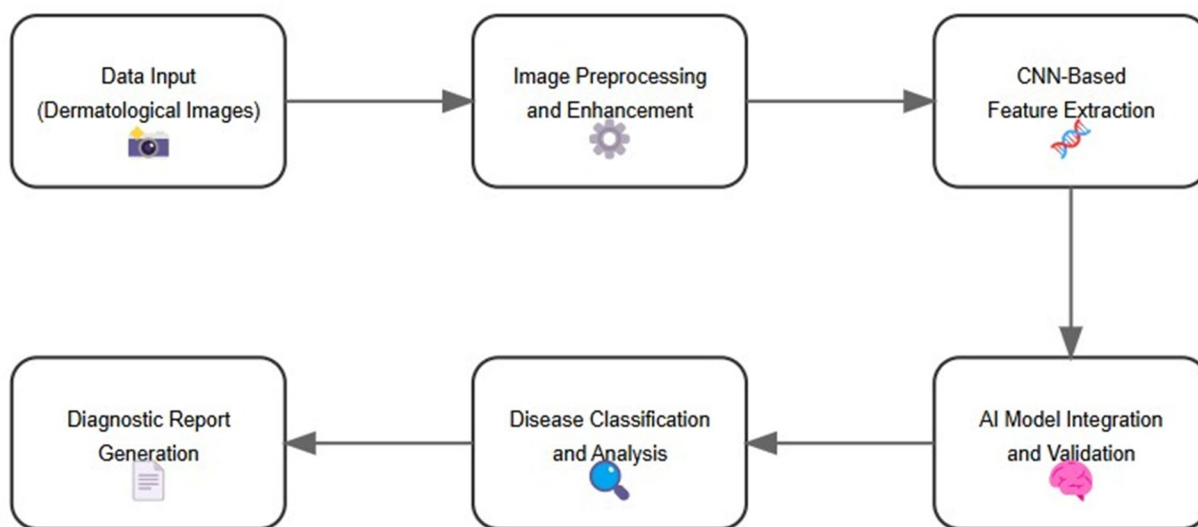 Data Input
(Dermatological Images)
Image Preprocessing
and Enhancement
CNN-Based
Feature Extraction
AI Model Integration
and Validation
Disease Classification
and Analysis
Diagnostic Report
Generation